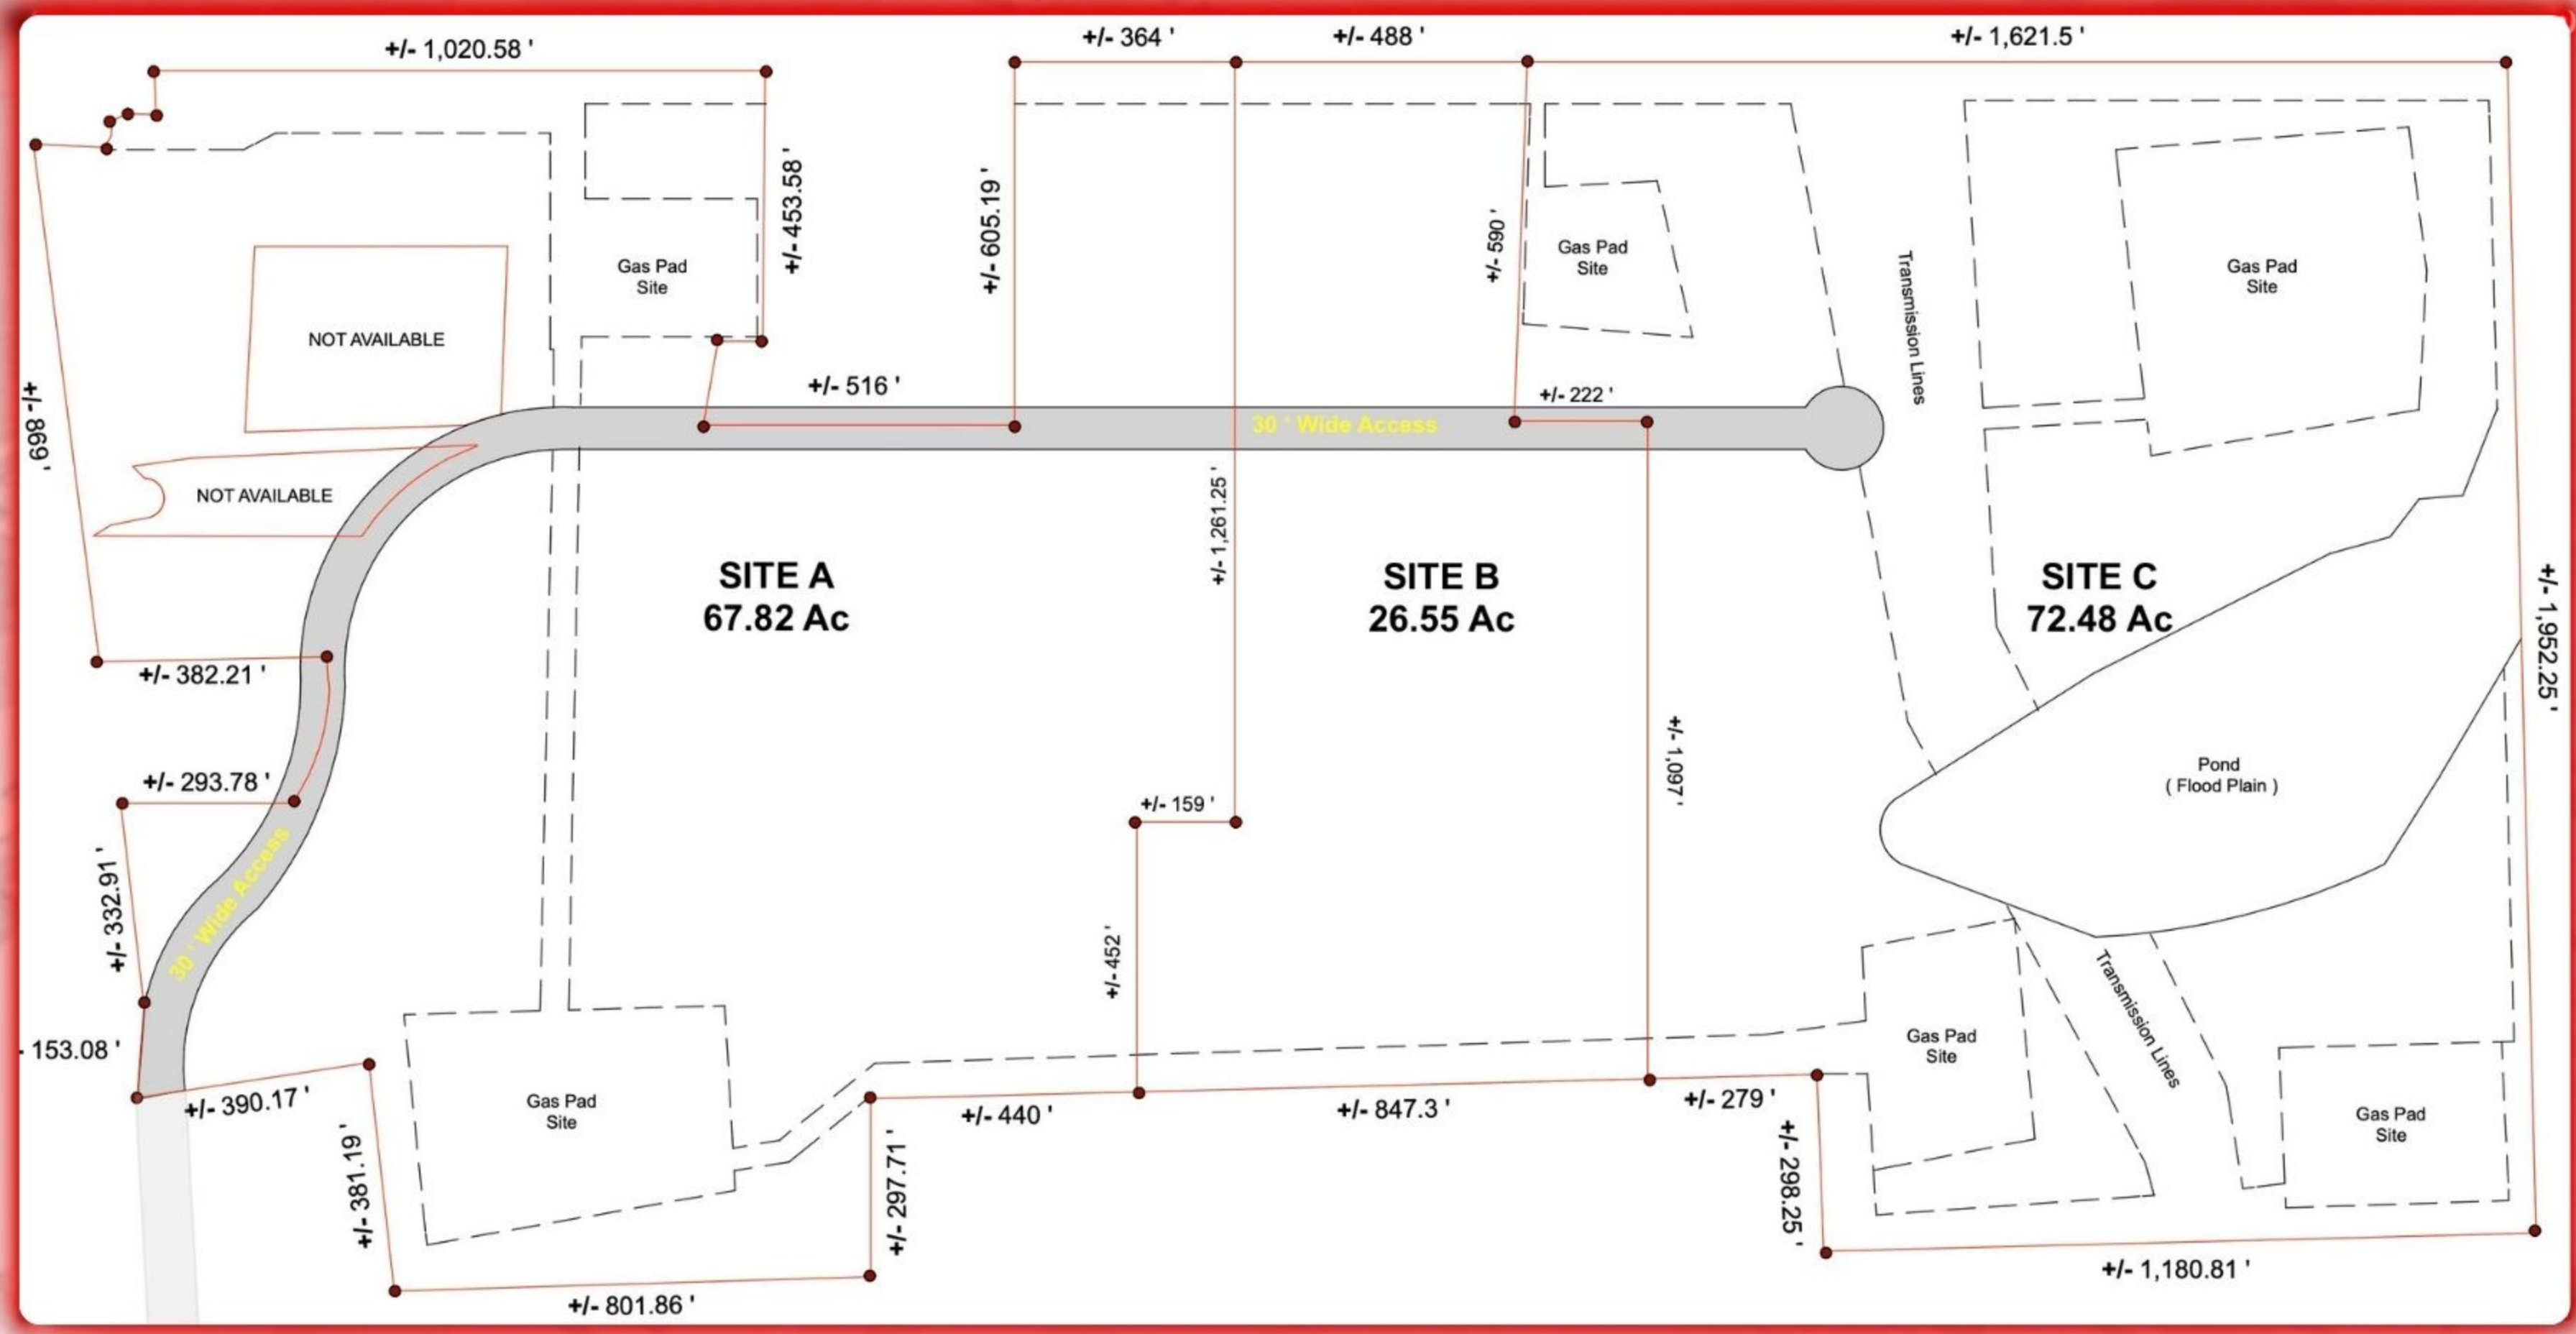 +/- 1,020.58 '
+/- 364 '
+/- 488 '
+/- 1,621.5 '
+/- 453.58 '
+/- 605.19 '
+/- 590 '
Gas Pad
Site
Gas Pad
Site
Transmission Lines
Gas Pad
Site
NOT AVAILABLE
+/- 869 '
+/- 516 '
+/- 222 '
30 ' Wide Access
NOT AVAILABLE
+/- 1,261.25 '
SITE A
67.82 Ac
SITE B
26.55 Ac
SITE C
72.48 Ac
+/- 1,952.25 '
+/- 382.21 '
+/- 293.78 '
+/- 1,097 '
Pond
( Flood Plain )
+/- 159 '
+/- 332.91 '
30 ' Wide Access
+/- 452 '
- 153.08 '
Gas Pad
Site
Transmission Lines
+/- 390.17 '
Gas Pad
Site
+/- 440 '
+/- 847.3 '
+/- 279 '
Gas Pad
Site
+/- 381.19 '
+/- 297.71 '
+/- 298.25 '
+/- 801.86 '
+/- 1,180.81 '